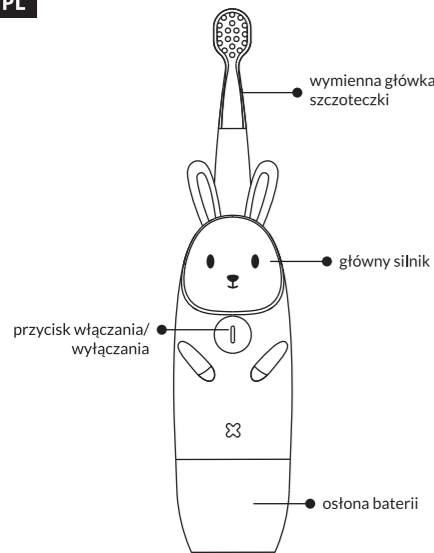 PL
wymienna główka
szczoteczki
główny silnik
przycisk włączania/
wyłączania
osłona baterii